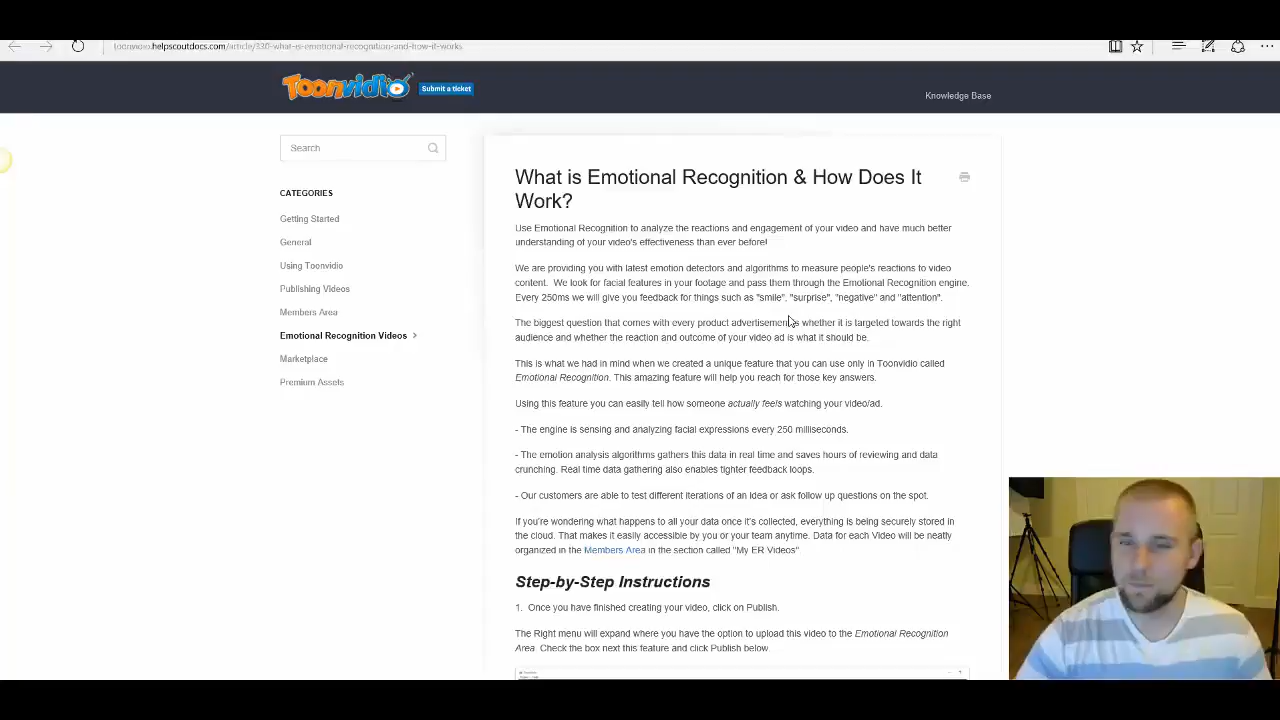 toonvidio.helpscoutdocs.com/article/330-what-is-emotional-recognition-and-how-it-works
Toonvidio
Submit a ticket
Knowledge Base
Search
CATEGORIES
Getting Started
General
Using Toonvidio
Publishing Videos
Members Area
Emotional Recognition Videos
Marketplace
Premium Assets
What is Emotional Recognition & How Does It
Work?
Use Emotional Recognition to analyze the reactions and engagement of your video and have much better
understanding of your video's effectiveness than ever before!
We are providing you with latest emotion detectors and algorithms to measure people's reactions to video
content. We look for facial features in your footage and pass them through the Emotional Recognition engine.
Every 250ms we will give you feedback for things such as "smile", "surprise", "negative" and "attention".
The biggest question that comes with every product advertisement is whether it is targeted towards the right
audience and whether the reaction and outcome of your video ad is what it should be.
This is what we had in mind when we created a unique feature that you can use only in Toonvidio called
Emotional Recognition. This amazing feature will help you reach for those key answers.
Using this feature you can easily tell how someone actually feels watching your video/ad.
- The engine is sensing and analyzing facial expressions every 250 milliseconds.
- The emotion analysis algorithms gathers this data in real time and saves hours of reviewing and data
crunching. Real time data gathering also enables tighter feedback loops.
- Our customers are able to test different iterations of an idea or ask follow up questions on the spot.
If you're wondering what happens to all your data once it's collected, everything is being securely stored in
the cloud. That makes it easily accessible by you or your team anytime. Data for each Video will be neatly
organized in the Members Area in the section called "My ER Videos"
Step-by-Step Instructions
1. Once you have finished creating your video, click on Publish.
The Right menu will expand where you have the option to upload this video to the Emotional Recognition
Area. Check the box next this feature and click Publish below.